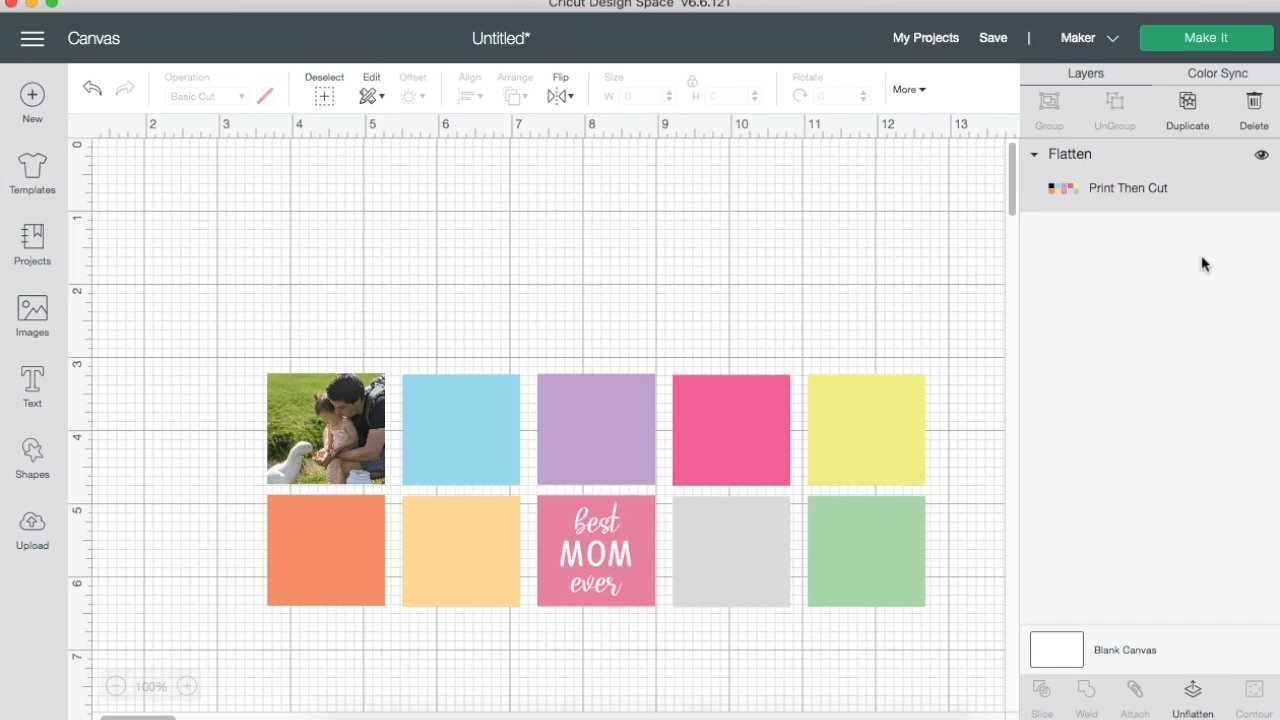 Cricut Design Space v6.6.121
Canvas
Untitled*
My Projects
Save
|
Maker
Make It
Operation
Basic Cut
Deselect
Edit
Offset
Align
Arrange
Flip
Size
W 0
H 0
Rotate
0
More
Layers
Color Sync
Group
UnGroup
Duplicate
Delete
New
Templates
Projects
Images
Text
Shapes
Upload
2 3 4 5 6 7 8 9 10 11 12 13
0
1
2
3
4
5
6
7
Flatten
Print Then Cut
best
MOM
ever
100%
Blank Canvas
Slice
Weld
Attach
Unflatten
Contour